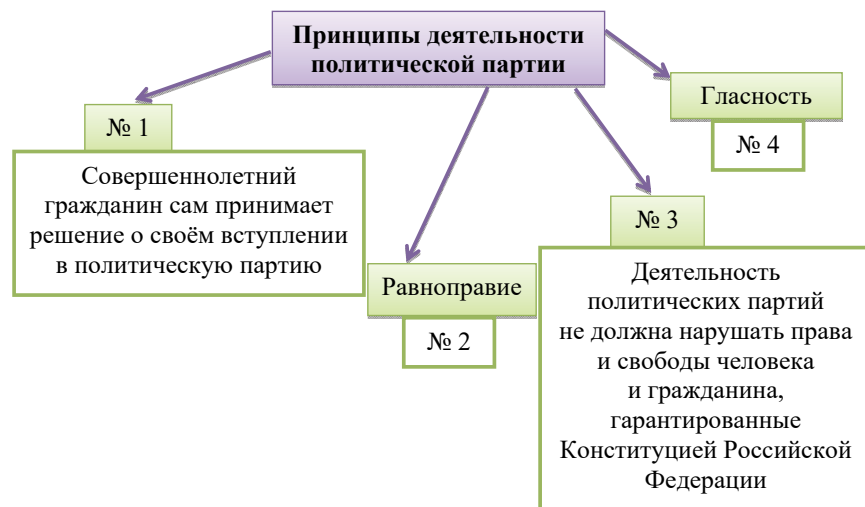 Принципы деятельности
политической партии
№ 1
Совершеннолетний
гражданин сам принимает
решение о своём вступлении
в политическую партию
Равноправие
№ 2
№ 3
Деятельность
политических партий
не должна нарушать права
и свободы человека
и гражданина,
гарантированные
Конституцией Российской
Федерации
Гласность
№ 4